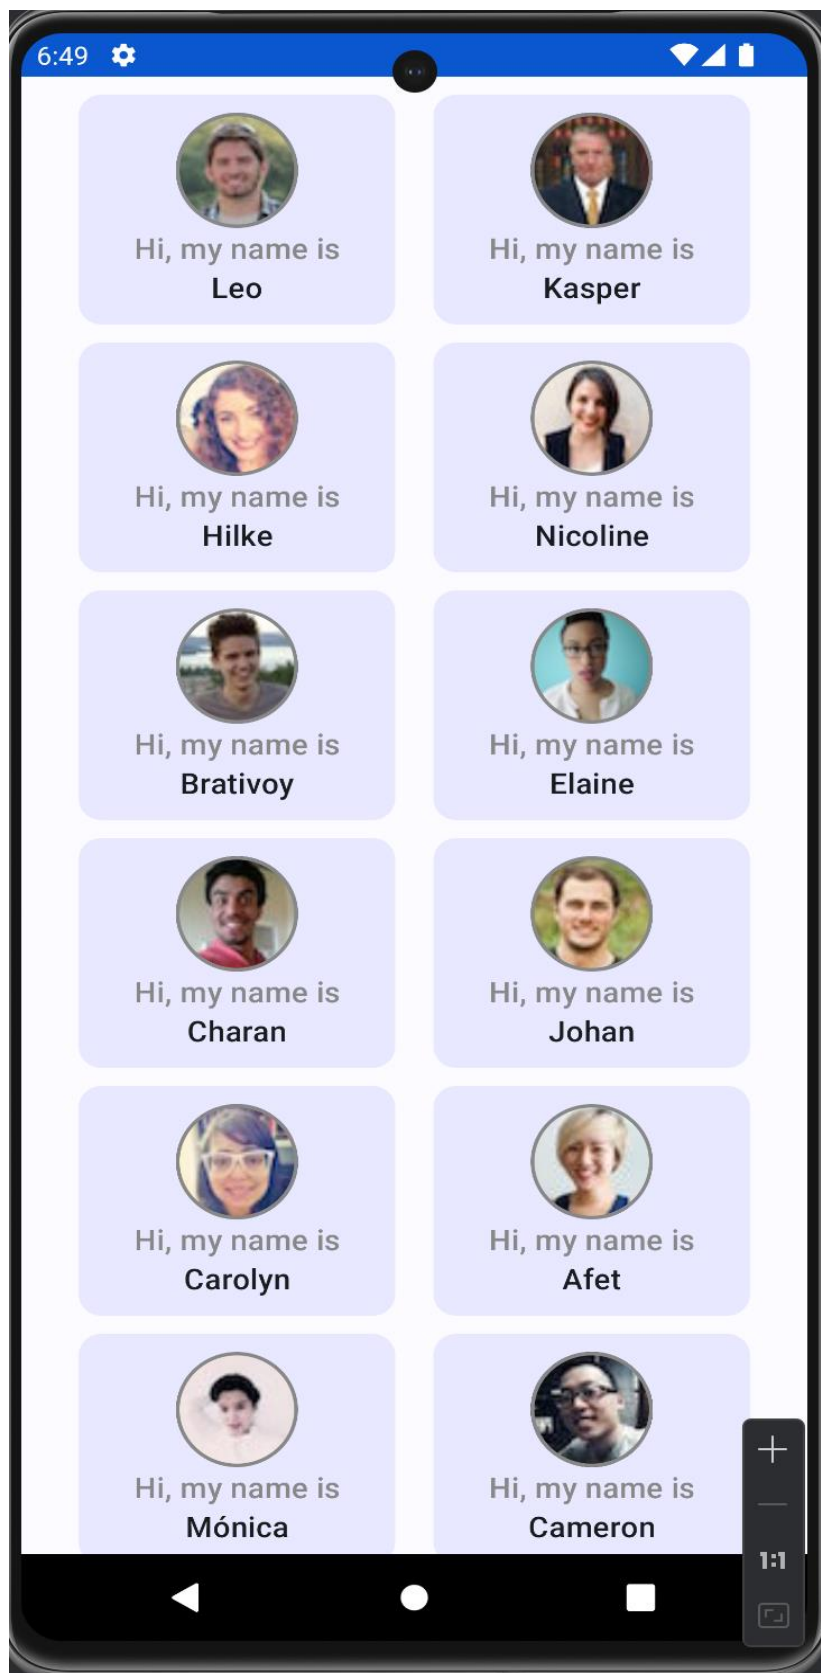 6:49
Hi, my name is
Leo
Hi, my name is
Kasper
Hi, my name is
Hilke
Hi, my name is
Nicoline
Hi, my name is
Brativoy
Hi, my name is
Elaine
Hi, my name is
Charan
Hi, my name is
Johan
Hi, my name is
Carolyn
Hi, my name is
Afet
Hi, my name is
Mónica
Hi, my name is
Cameron
1:1